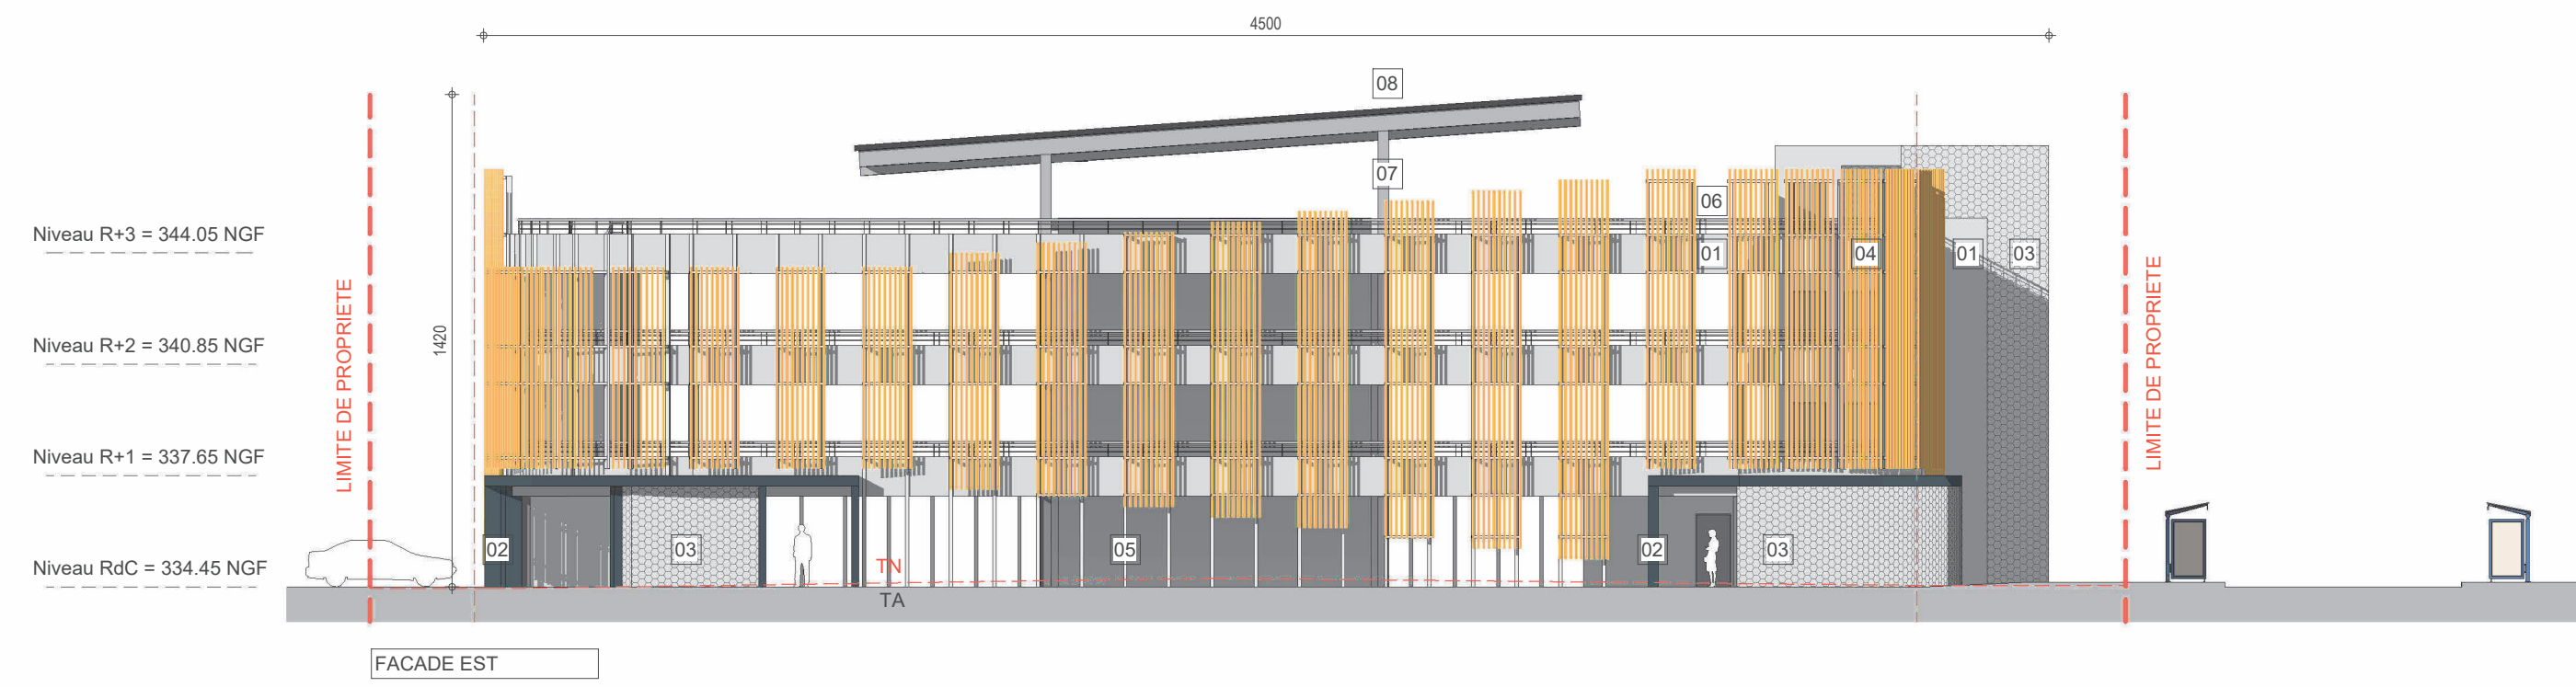 4500
08
07
06
Niveau R+3 = 344.05 NGF
01
04
01
03
LIMITE DE PROPRIETE
1420
LIMITE DE PROPRIETE
Niveau R+2 = 340.85 NGF
Niveau R+1 = 337.65 NGF
02
03
05
02
03
Niveau RdC = 334.45 NGF
TN
TA
FACADE EST